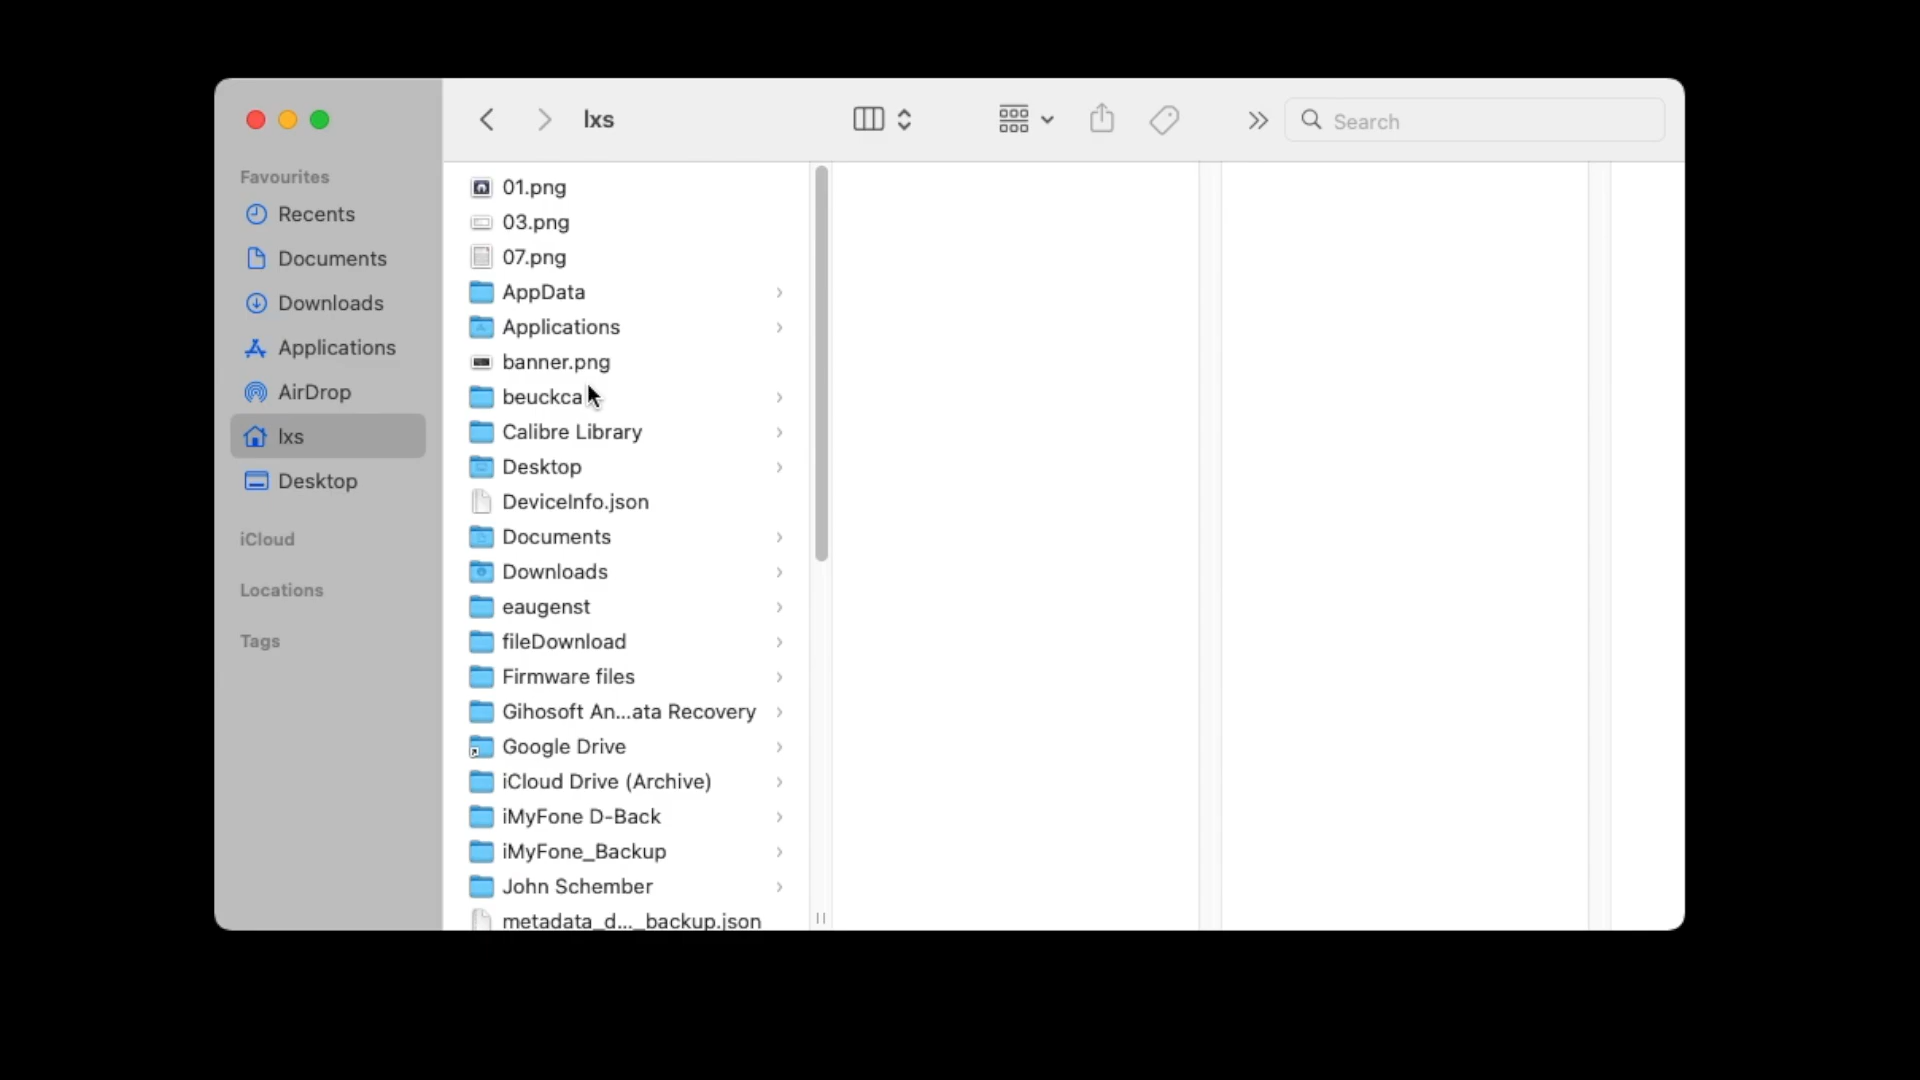 lxs
Search
Favourites
Recents
Documents
Downloads
Applications
AirDrop
lxs
Desktop
iCloud
Locations
Tags
01.png
03.png
07.png
AppData
Applications
banner.png
beuckca
Calibre Library
Desktop
DeviceInfo.json
Documents
Downloads
eaugenst
fileDownload
Firmware files
Gihosoft An...ata Recovery
Google Drive
iCloud Drive (Archive)
iMyFone D-Back
iMyFone_Backup
John Schember
metadata_d..._backup.json